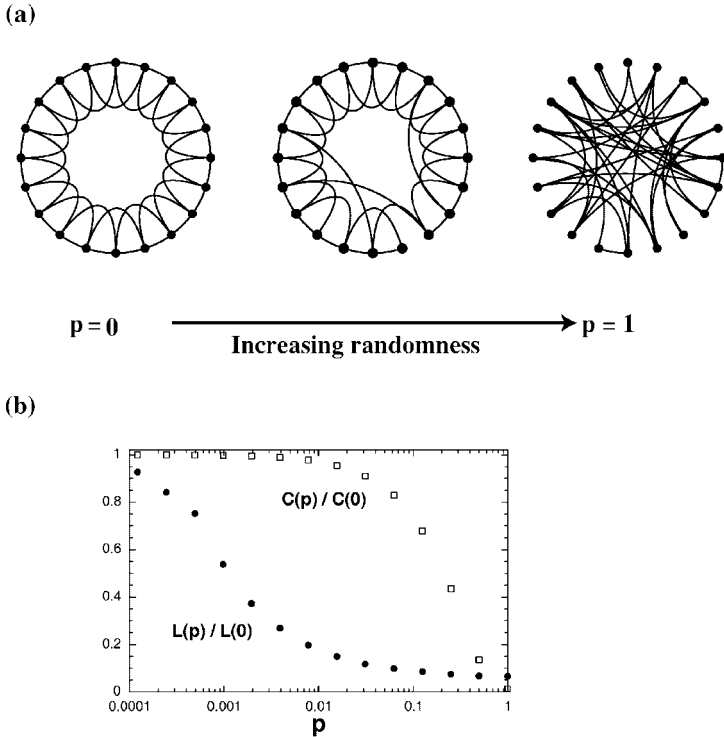 (a)
p = 0
Increasing randomness
p = 1
(b)
1
0.8
0.6
0.4
0.2
0
C(p) / C(0)
L(p) / L(0)
0.0001 0.001 0.01 0.1 1
p